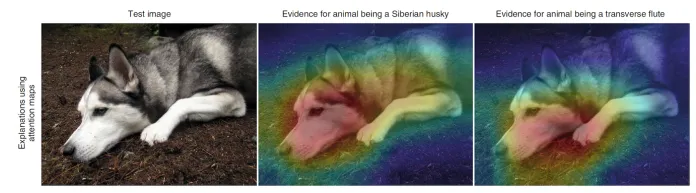 Test image
Evidence for animal being a Siberian husky
Evidence for animal being a transverse flute
Explanations using
attention maps